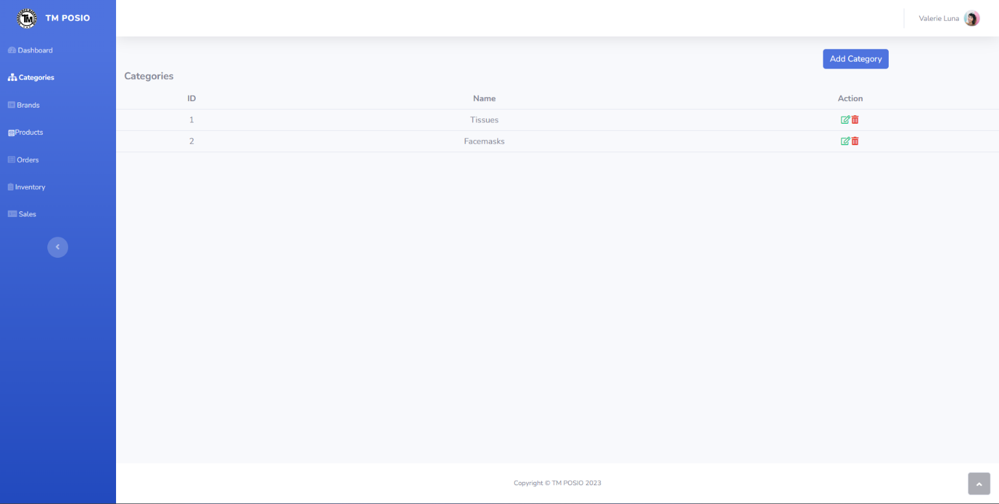 TM TM POSIO
Valerie Luna
Dashboard
Categories
Brands
Products
Orders
Inventory
Sales
Add Category
Categories
ID Name Action
1 Tissues
2 Facemasks
Copyright © TM POSIO 2023